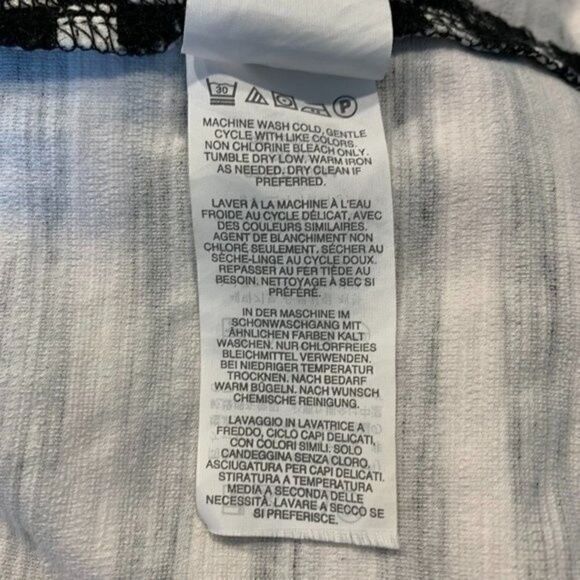 30 P
MACHINE WASH COLD, GENTLE
CYCLE WITH LIKE COLORS.
NON CHLORINE BLEACH ONLY.
TUMBLE DRY LOW. WARM IRON
AS NEEDED. DRY CLEAN IF
PREFERRED.
LAVER À LA MACHINE À L'EAU
FROIDE AU CYCLE DÉLICAT, AVEC
DES COULEURS SIMILAIRES.
AGENT DE BLANCHIMENT NON
CHLORÉ SEULEMENT. SÉCHER AU
SÈCHE-LINGE AU CYCLE DOUX.
REPASSER AU FER TIÈDE AU
BESOIN. NETTOYAGE À SEC SI
PRÉFÉRÉ.
IN DER MASCHINE IM
SCHONWASCHGANG MIT
ÄHNLICHEN FARBEN KALT
WASCHEN. NUR CHLORFREIES
BLEICHMITTEL VERWENDEN.
BEI NIEDRIGER TEMPERATUR
TROCKNEN. NACH BEDARF
WARM BÜGELN. NACH WUNSCH
CHEMISCHE REINIGUNG.
LAVAGGIO IN LAVATRICE A
FREDDO, CICLO CAPI DELICATI,
CON COLORI SIMILI. SOLO
CANDEGGINA SENZA CLORO.
ASCIUGATURA PER CAPI DELICATI.
STIRATURA A TEMPERATURA
MEDIA A SECONDA DELLE
NECESSITÀ. LAVARE A SECCO SE
SI PREFERISCE.